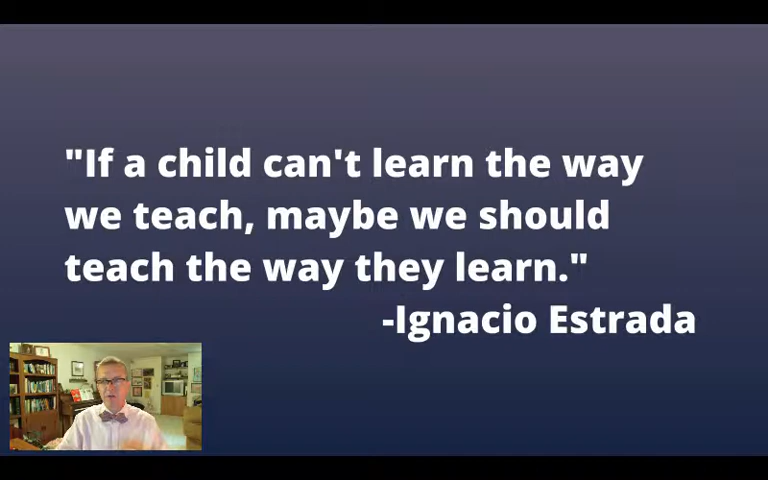 "If a child can't learn the way
we teach, maybe we should
teach the way they learn."
-Ignacio Estrada